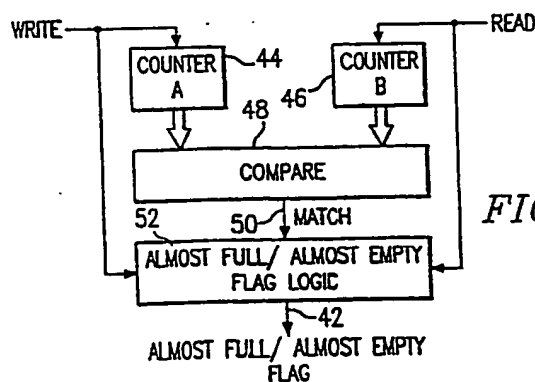 WRITE
READ
COUNTER
A
44
46
COUNTER
B
48
COMPARE
50
MATCH
FIG
52
ALMOST FULL/ ALMOST EMPTY
FLAG LOGIC
42
ALMOST FULL/ ALMOST EMPTY
FLAG